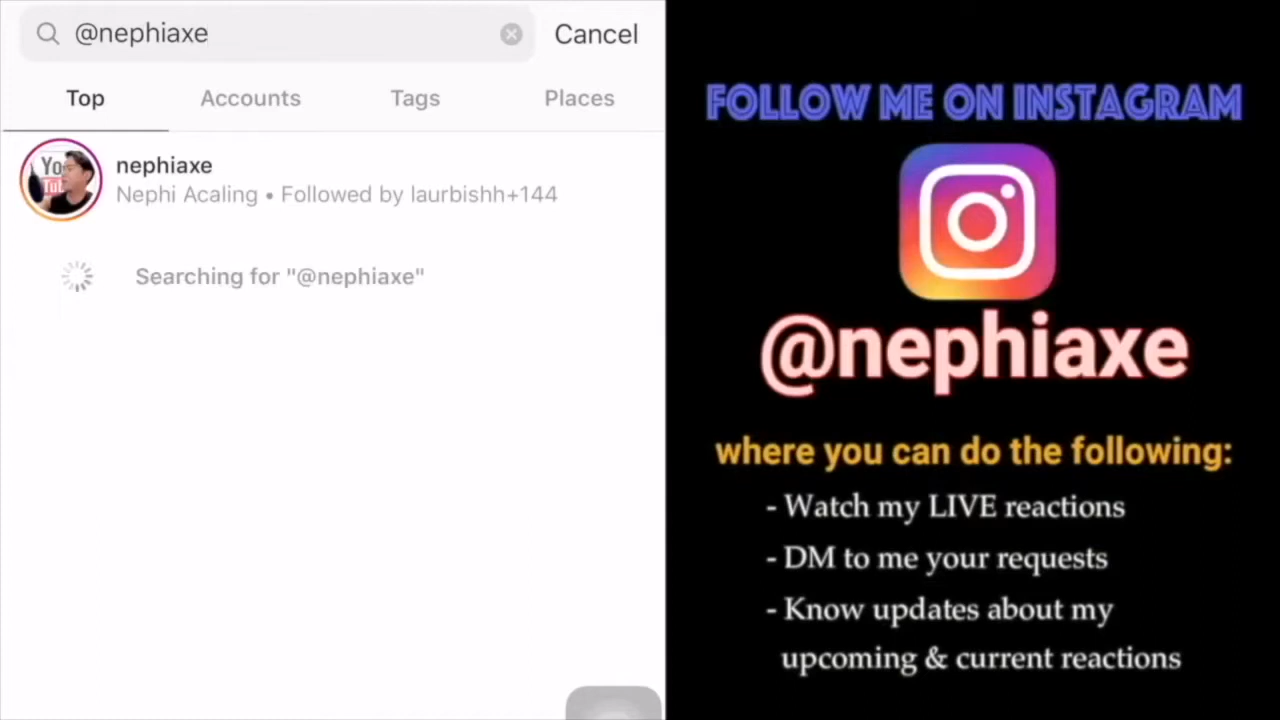 @nephiaxe
Cancel
Top
Accounts
Tags
Places
nephiaxe
Nephi Acaling • Followed by laurbishh+144
Searching for "@nephiaxe"
FOLLOW ME ON INSTAGRAM
@nephiaxe
where you can do the following:
- Watch my LIVE reactions
- DM to me your requests
- Know updates about my
upcoming & current reactions